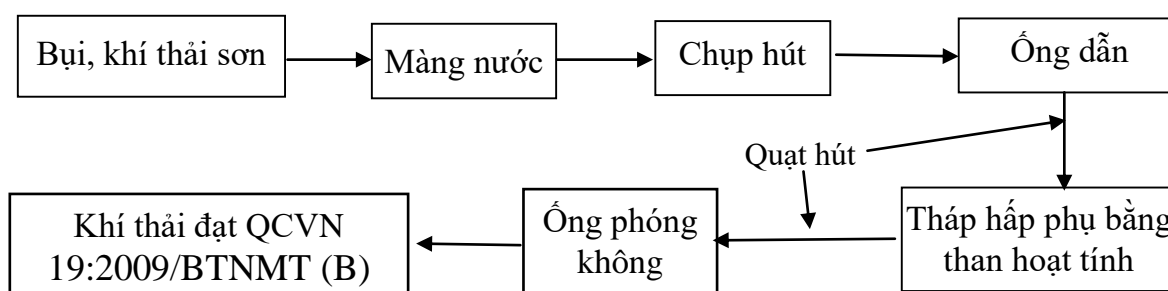 Bụi, khí thải sơn
Màng nước
Chụp hút
Ống dẫn
Quạt hút
Tháp hấp phụ bằng
than hoạt tính
Ống phóng
không
Khí thải đạt QCVN
19:2009/BTNMT (B)